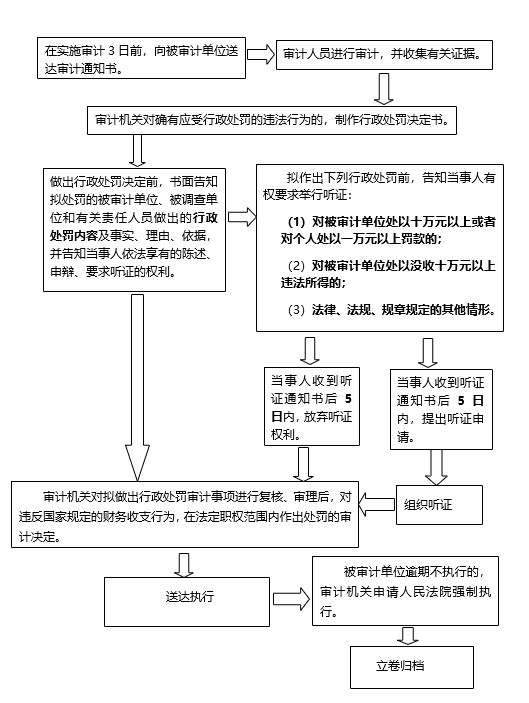 在实施审计 3 日前，向被审计单位送
达审计通知书。
审计人员进行审计，并收集有关证据。
审计机关对确有应受行政处罚的违法行为的，制作行政处罚决定书。
做出行政处罚决定前，书面告知
拟处罚的被审计单位、被调查单
位和有关责任人员做出的行政
处罚内容及事实、理由、依据，
并告知当事人依法享有的陈述、
申辩、要求听证的权利。
拟作出下列行政处罚前，告知当事人有
权要求举行听证：
（1）对被审计单位处以十万元以上或者
对个人处以一万元以上罚款的；
（2）对被审计单位处以没收十万元以上
违法所得的；
（3）法律、法规、规章规定的其他情形。
当事人收到听
证通知书后 5
日内，放弃听证
权利。
当事人收到听证
通知书后 5 日
内，提出听证申
请。
审计机关对拟做出行政处罚审计事项进行复核、审理后，对
违反国家规定的财务收支行为，在法定职权范围内作出处罚的审
计决定。
组织听证
送达执行
被审计单位逾期不执行的，
审计机关申请人民法院强制执
行。
立卷归档